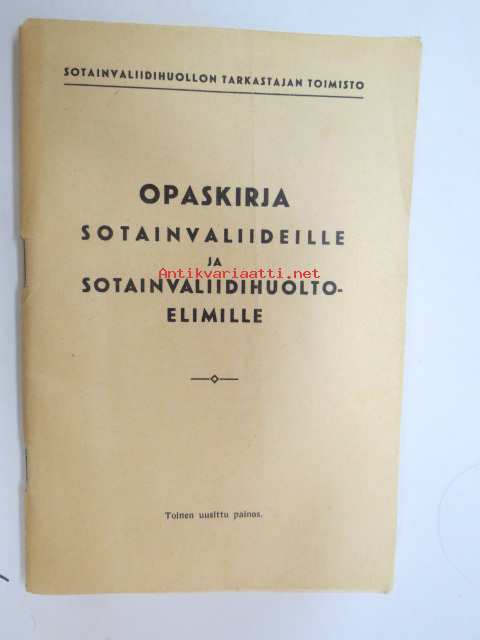 SOTAINVALIIDIHUOLLON TARKASTAJAN TOIMISTO
OPASKIRJA
SOTAINVALIIDEILLE
JA
Antikvariaatti.net
SOTAINVALIIDIHUOLTO-
ELIMILLE
Toinen uusittu painos.